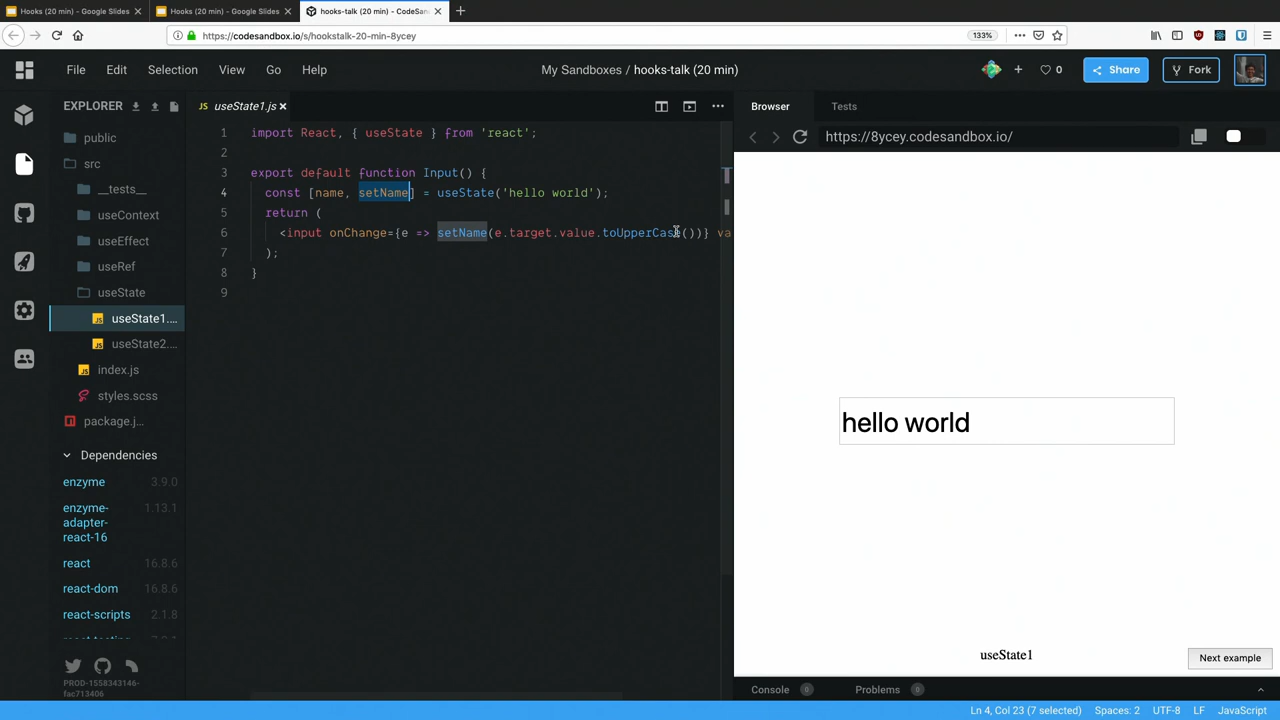 Hooks (20 min) - Google Slides
Hooks (20 min) - Google Slides
hooks-talk (20 min) - CodeSan
https://codesandbox.io/s/hookstalk-20-min-8ycey
133%
File Edit Selection View Go Help
My Sandboxes / hooks-talk (20 min)
0
Share
Fork
EXPLORER
public
src
__tests__
useContext
useEffect
useRef
useState
useState1....
useState2....
index.js
styles.scss
package.j...
Dependencies
enzyme 3.9.0
enzyme-adapter-react-16 1.13.1
react 16.8.6
react-dom 16.8.6
react-scripts 2.1.8
PROD-1558343146-
fac713406
JS useState1.js
1 import React, { useState } from 'react';
2
3 export default function Input() {
4 const [name, setName] = useState('hello world');
5 return (
6 <input onChange={e => setName(e.target.value.toUpperCase())} va
7 );
8 }
9
Browser Tests
https://8ycey.codesandbox.io/
hello world
useState1
Next example
Console 0 Problems 0
Ln 4, Col 23 (7 selected) Spaces: 2 UTF-8 LF JavaScript